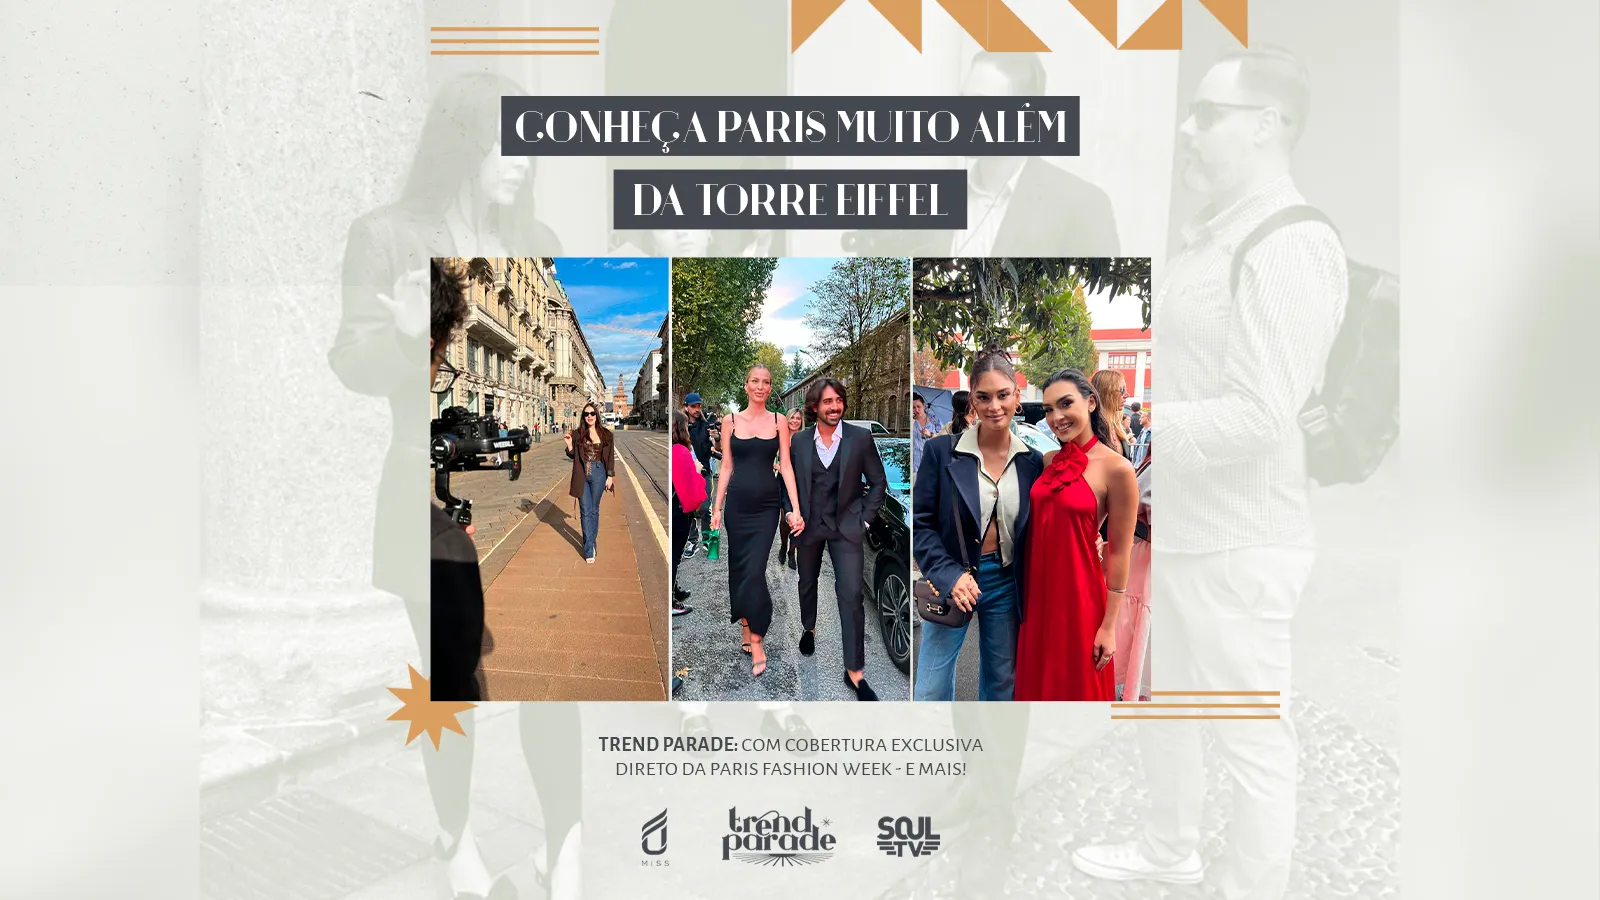 CONHEÇA PARIS MUITO ALÉM
DA TORRE EIFFEL
WEEBILL
TREND PARADE: COM COBERTURA EXCLUSIVA
DIRETO DA PARIS FASHION WEEK - E MAIS!
MISS
trend
parade
SOUL
TV